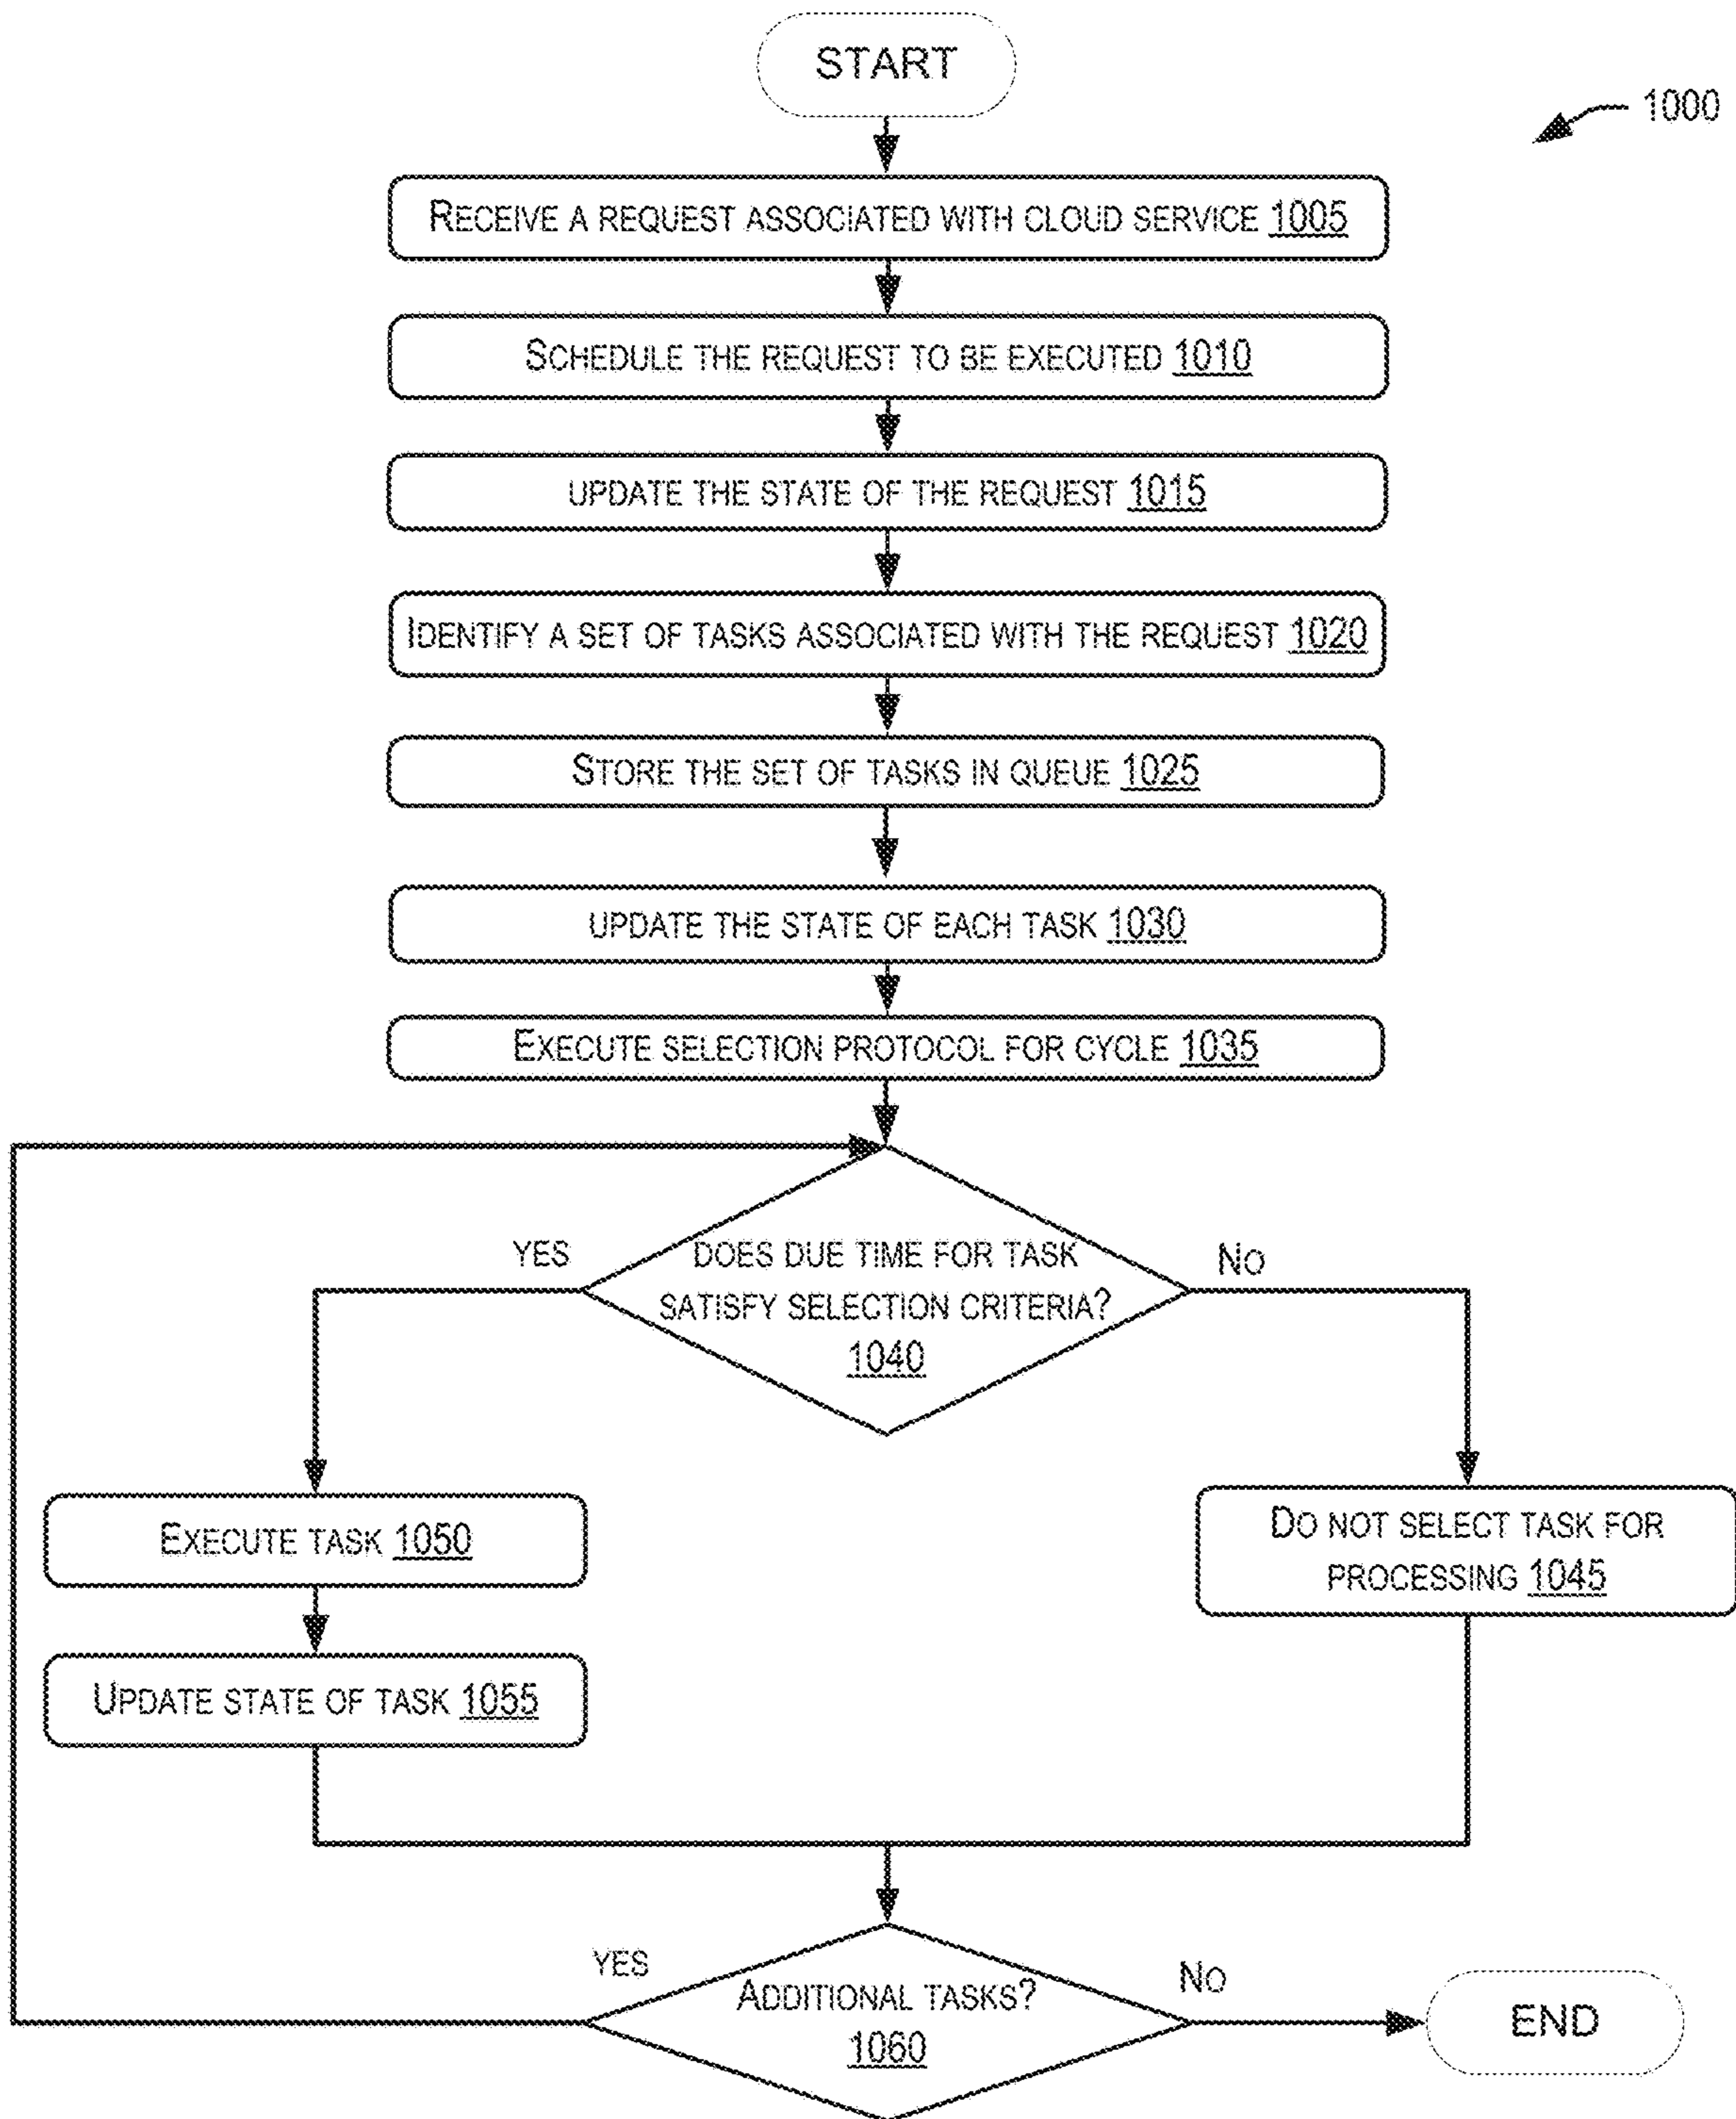 START
1000
RECEIVE A REQUEST ASSOCIATED WITH CLOUD SERVICE 1005
SCHEDULE THE REQUEST TO BE EXECUTED 1010
UPDATE THE STATE OF THE REQUEST 1015
IDENTIFY A SET OF TASKS ASSOCIATED WITH THE REQUEST 1020
STORE THE SET OF TASKS IN QUEUE 1025
UPDATE THE STATE OF EACH TASK 1030
EXECUTE SELECTION PROTOCOL FOR CYCLE 1035
YES
DOES DUE TIME FOR TASK
SATISFY SELECTION CRITERIA?
1040
NO
EXECUTE TASK 1050
DO NOT SELECT TASK FOR
PROCESSING 1045
UPDATE STATE OF TASK 1055
YES
ADDITIONAL TASKS?
1060
NO
END